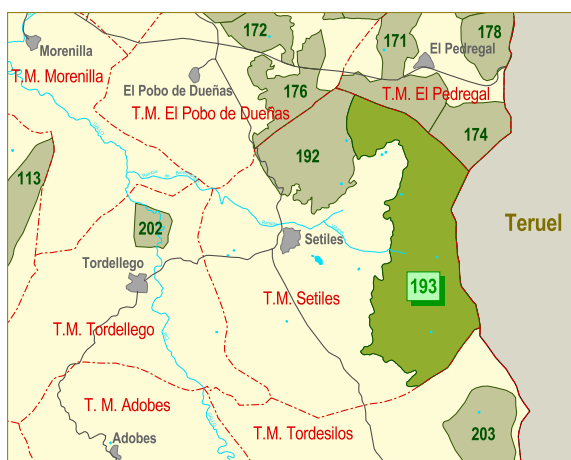 172
171
178
Morenilla
El Pedregal
T.M. Morenilla
El Pobo de Dueñas
176
T.M. El Pedregal
T.M. El Pobo de Dueñas
174
192
113
202
Teruel
Setiles
Tordellego
193
T.M. Setiles
T.M. Tordellego
T. M. Adobes
T.M. Tordesilos
203
Adobes